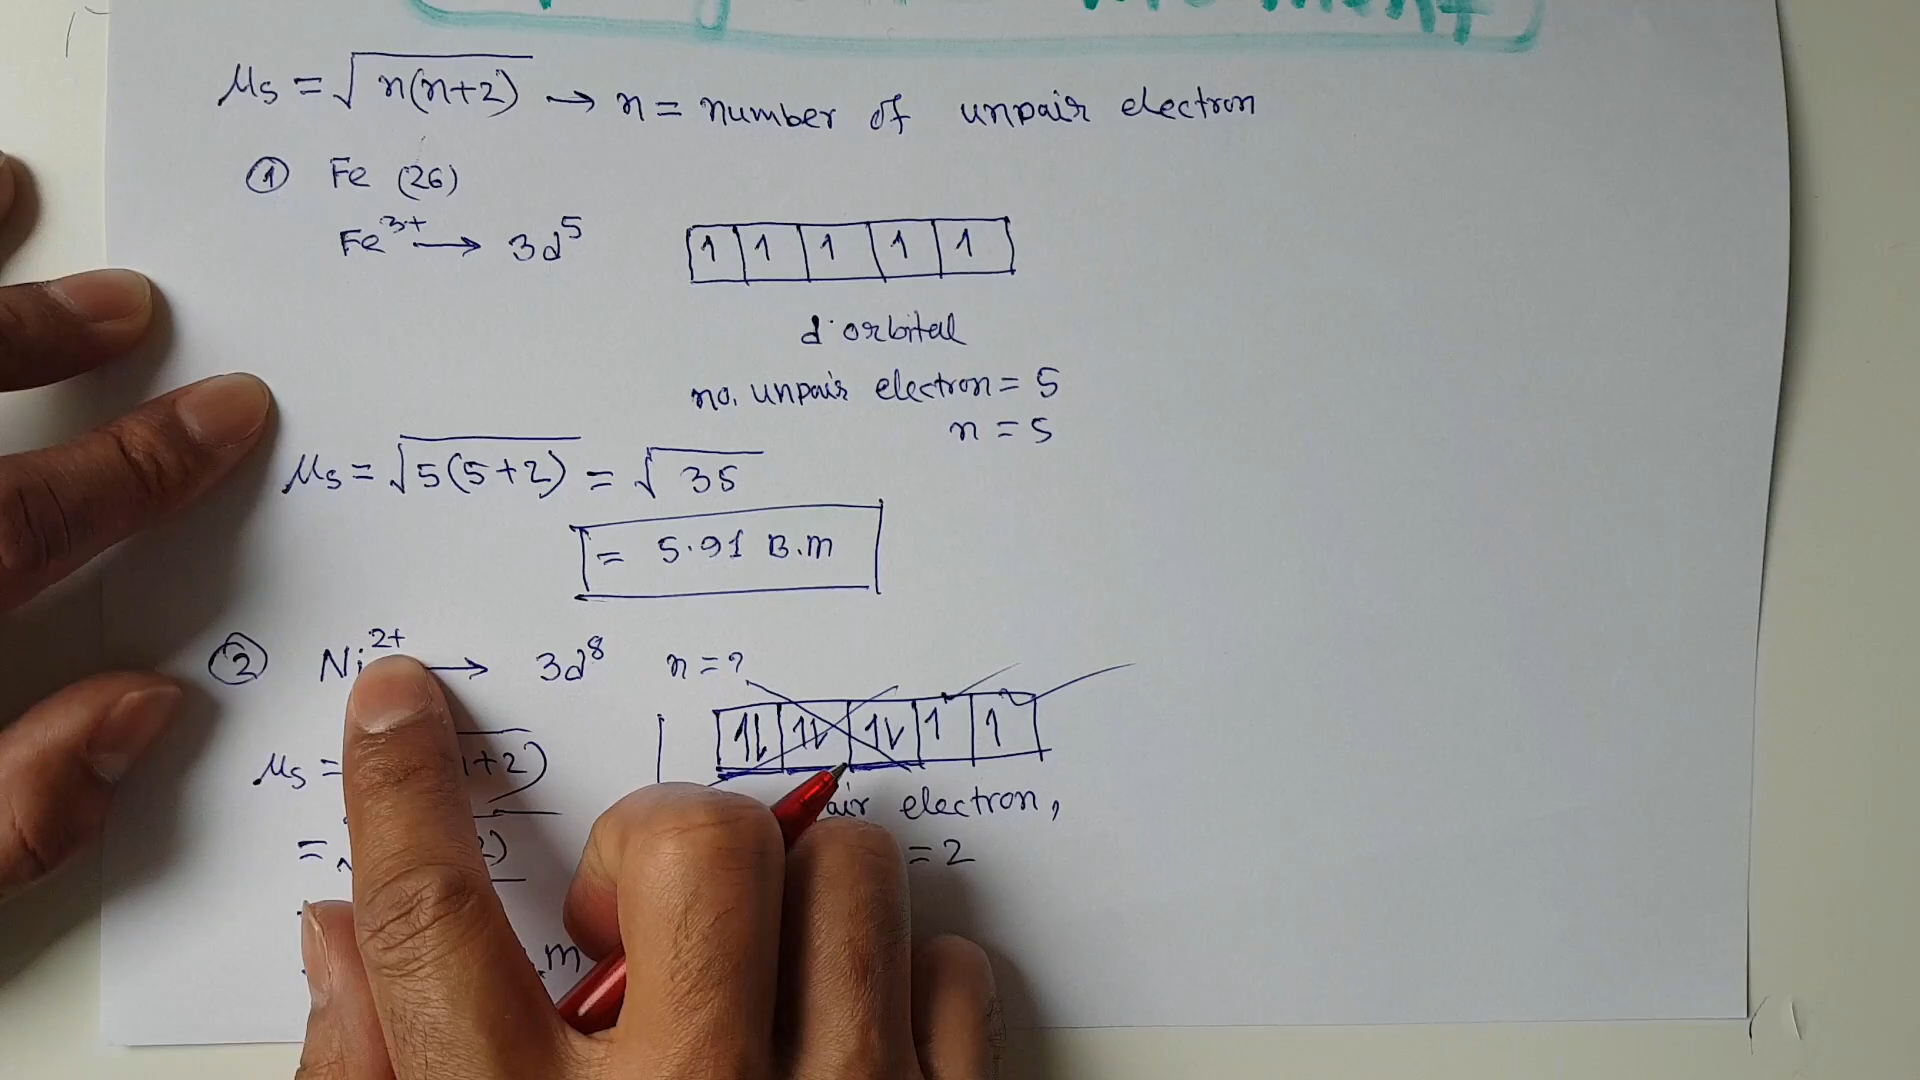 μs = √n(n+2) → n = number of unpair electron
① Fe (26)
Fe³⁺ → 3d⁵
1 1 1 1 1
d orbital
no. unpair electron = 5
n = 5
μs = √5(5+2) = √35
= 5.91 B.m
② Ni²⁺ → 3d⁸ n = ?
1l 1l 1l 1 1
μs = +2)
electron,
= 2